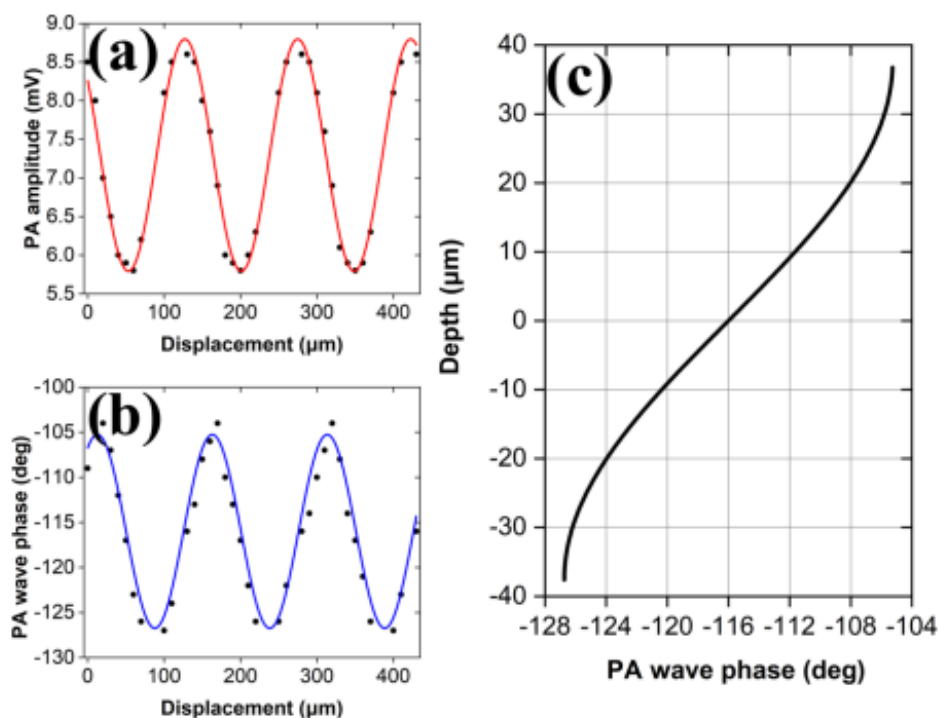 (a)
9.0
8.5
8.0
7.5
7.0
6.5
6.0
5.5
PA amplitude (mV)
0 100 200 300 400
Displacement (µm)
(b)
-100
-105
-110
-115
-120
-125
-130
PA wave phase (deg)
0 100 200 300 400
Displacement (µm)
(c)
40
30
20
10
0
-10
-20
-30
-40
Depth (µm)
-128 -124 -120 -116 -112 -108 -104
PA wave phase (deg)